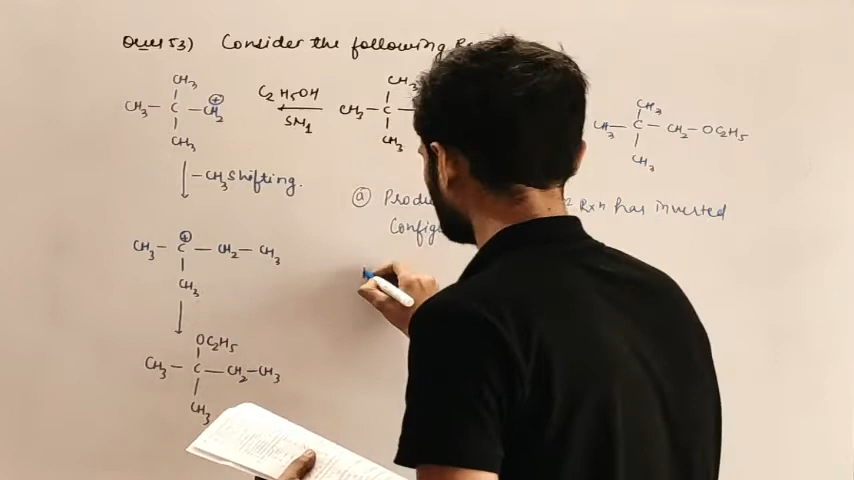 Ques 53) Consider the following R
CH3
CH3 — C — CH2
⊕
CH3
C2H5OH
SN1
CH3
CH3 — C —
CH3
CH3
CH3 — C — CH2 — OC2H5
CH3
—CH3 Shifting.
ⓐ Produ 2 Rxn has inverted
Config
⊕
CH3 — C — CH2 — CH3
CH3
OC2H5
CH3 — C — CH2 — CH3
CH3